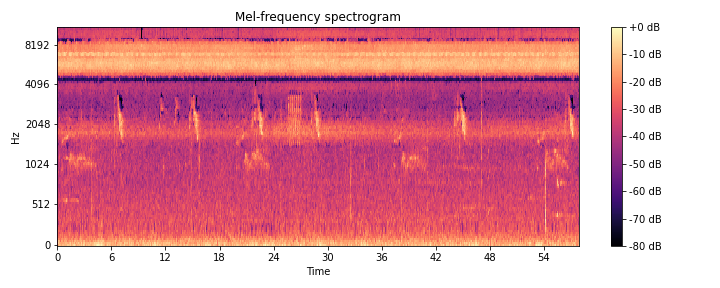 Mel-frequency spectrogram
8192
4096
2048
1024
512
0
Hz
0 6 12 18 24 30 36 42 48 54
Time
+0 dB
-10 dB
-20 dB
-30 dB
-40 dB
-50 dB
-60 dB
-70 dB
-80 dB